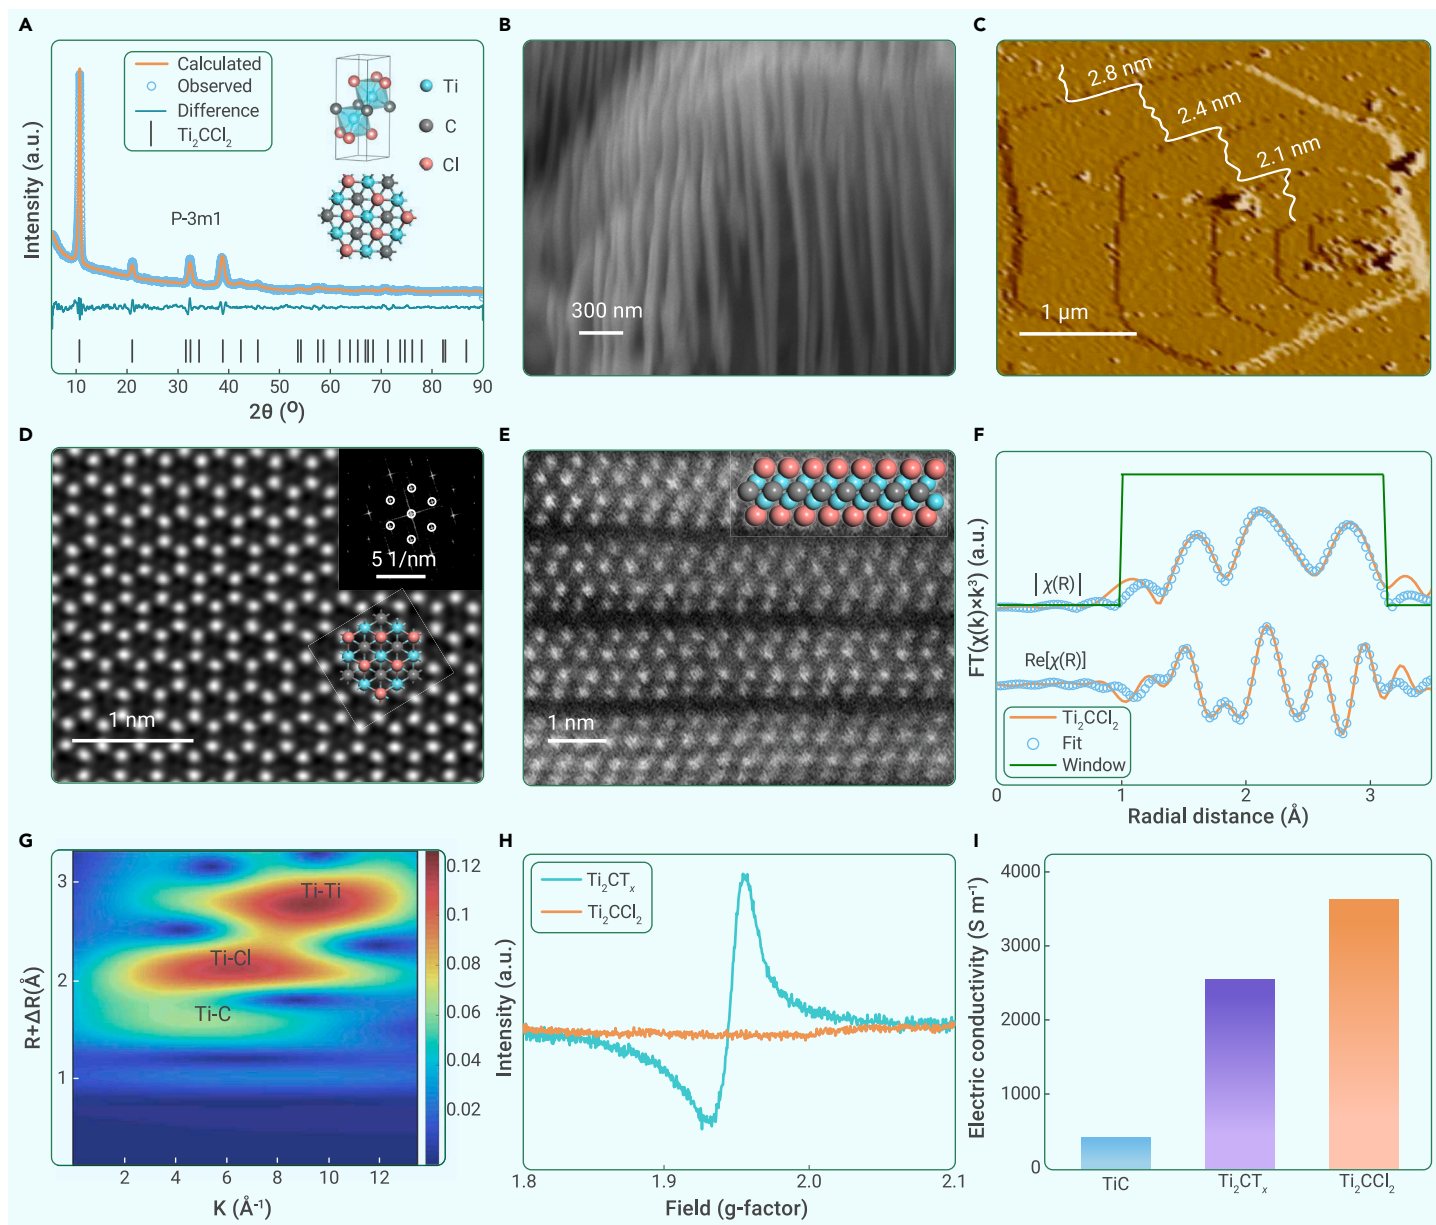 A
Intensity (a.u.)
Calculated
Observed
Difference
Ti₂CCl₂
P-3m1
Ti
C
Cl
10 20 30 40 50 60 70 80 90
2θ (O)
B
300 nm
C
2.8 nm
2.4 nm
2.1 nm
1 μm
D
5 1/nm
1 nm
E
1 nm
F
FT(χ(k)×k³) (a.u.)
|χ(R)|
Re[χ(R)]
Ti₂CCl₂
Fit
Window
0 1 2 3
Radial distance (Å)
G
R+ΔR(Å)
3
2
1
Ti-Ti
Ti-Cl
Ti-C
0.12
0.1
0.08
0.06
0.04
0.02
2 4 6 8 10 12
K (Å⁻¹)
H
Intensity (a.u.)
Ti₂CTₓ
Ti₂CCl₂
1.8 1.9 2.0 2.1
Field (g-factor)
I
Electric conductivity (S m⁻¹)
4000
3000
2000
1000
0
TiC Ti₂CTₓ Ti₂CCl₂